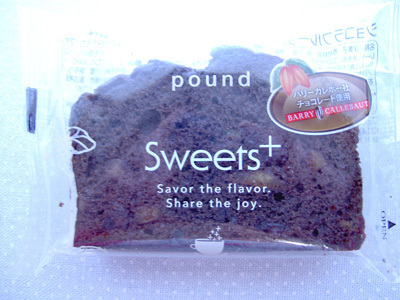 pound
バリーカレボー社
チョコレート使用
BARRY CALLEBAUT
Sweets+
Savor the flavor.
Share the joy.
OPEN